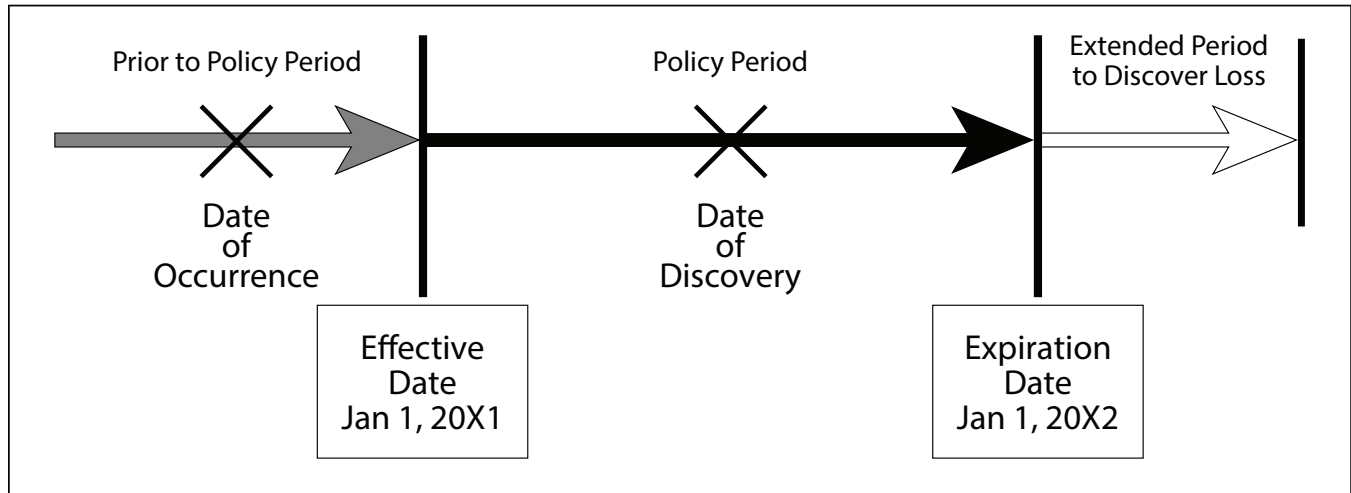 Prior to Policy Period
Policy Period
Extended Period
to Discover Loss
Date
of
Occurrence
Date
of
Discovery
Effective
Date
Jan 1, 20X1
Expiration
Date
Jan 1, 20X2